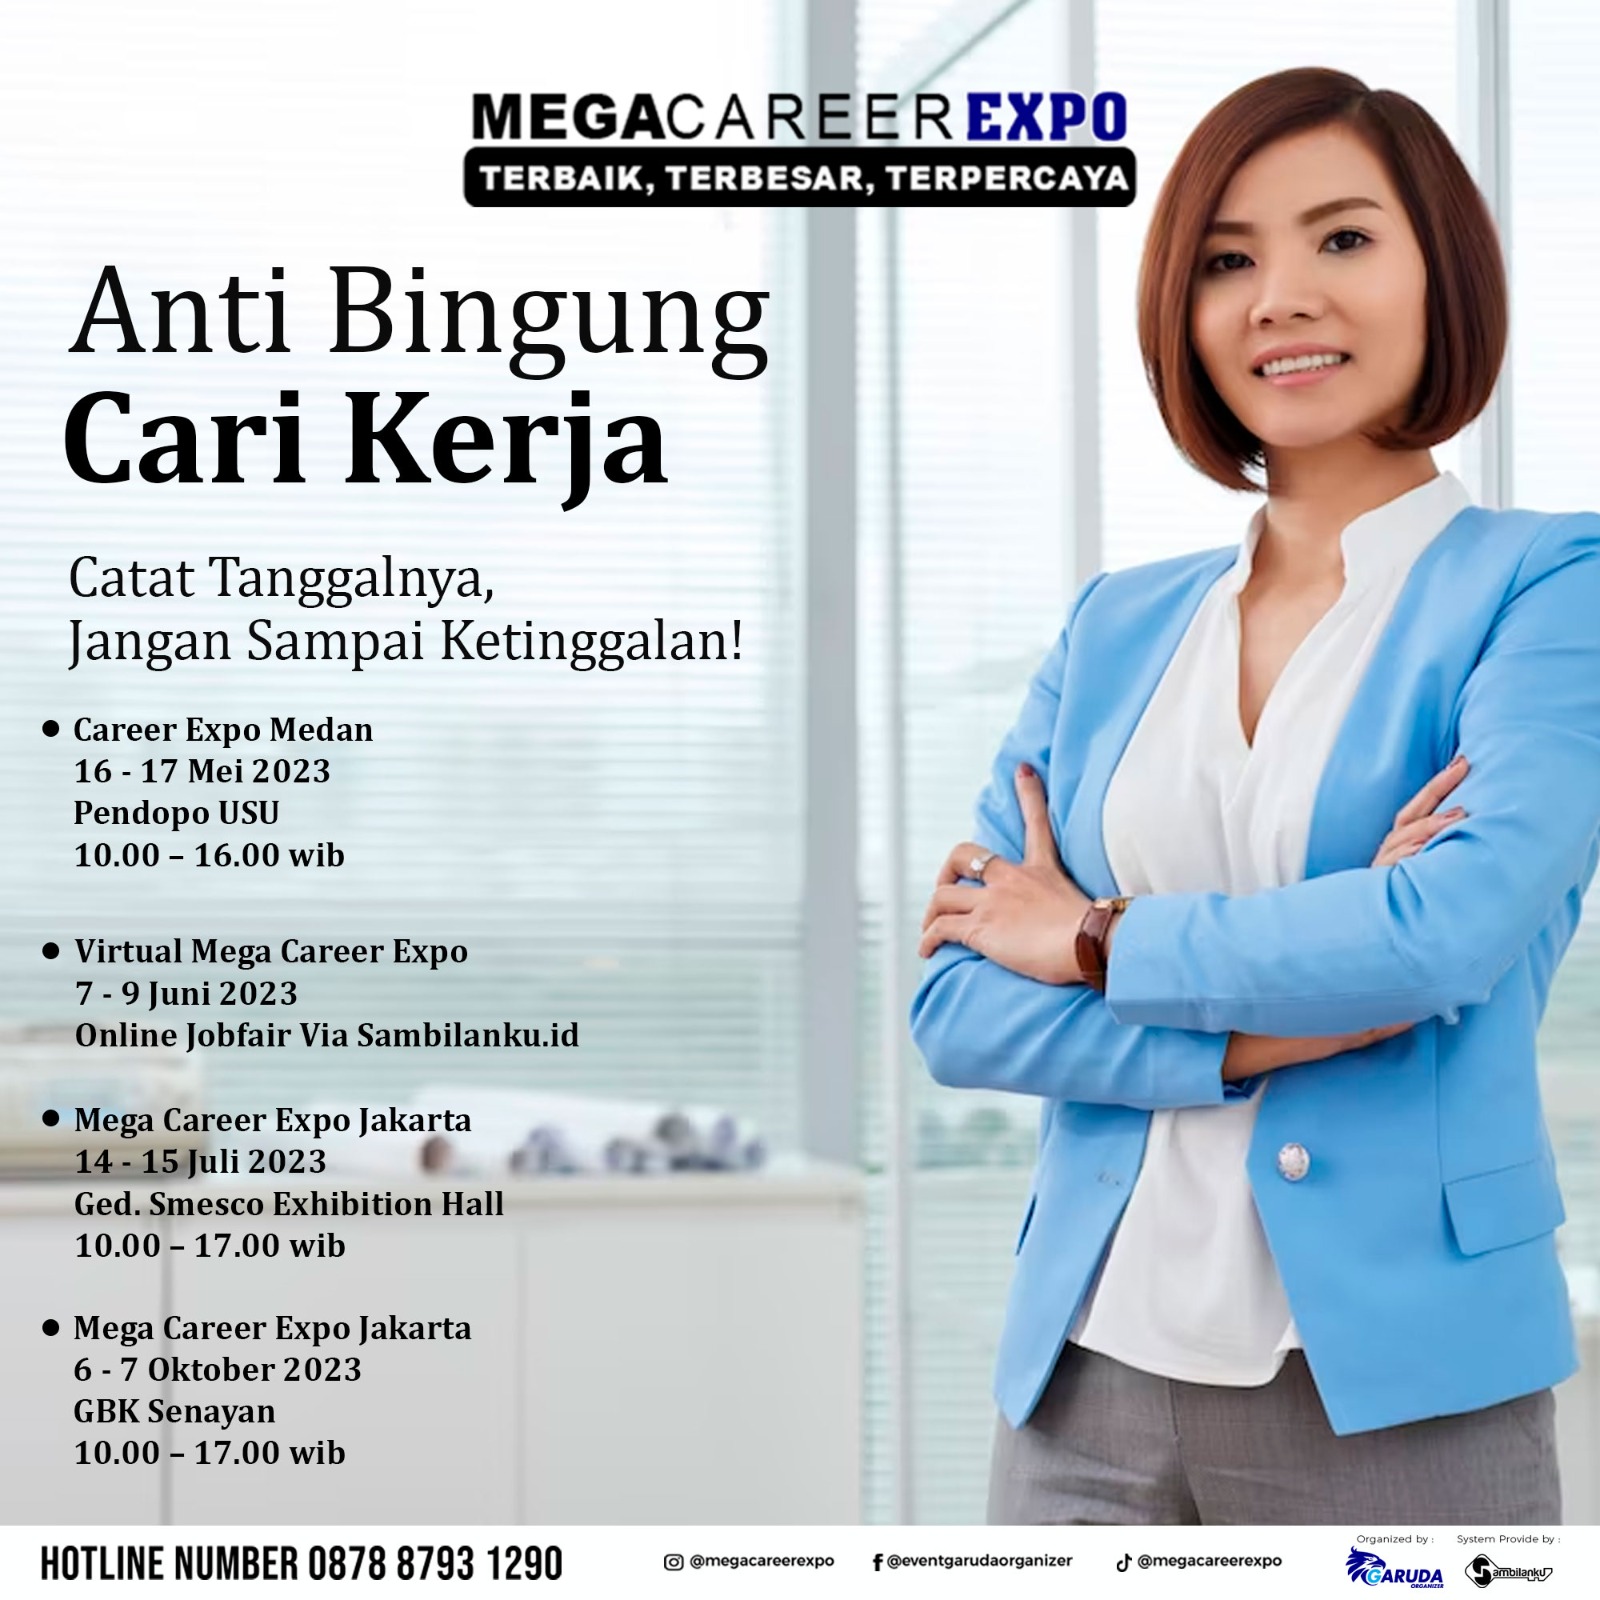 MEGACAREEREXPO
TERBAIK, TERBESAR, TERPERCAYA
Anti Bingung
Cari Kerja
Catat Tanggalnya,
Jangan Sampai Ketinggalan!
• Career Expo Medan
16 - 17 Mei 2023
Pendopo USU
10.00 – 16.00 wib
• Virtual Mega Career Expo
7 - 9 Juni 2023
Online Jobfair Via Sambilanku.id
• Mega Career Expo Jakarta
14 - 15 Juli 2023
Ged. Smesco Exhibition Hall
10.00 – 17.00 wib
• Mega Career Expo Jakarta
6 - 7 Oktober 2023
GBK Senayan
10.00 – 17.00 wib
HOTLINE NUMBER 0878 8793 1290
@megacareerexpo
@eventgarudaorganizer
@megacareerexpo
Organized by :
GARUDA
ORGANIZER
System Provide by :
Sambilanku